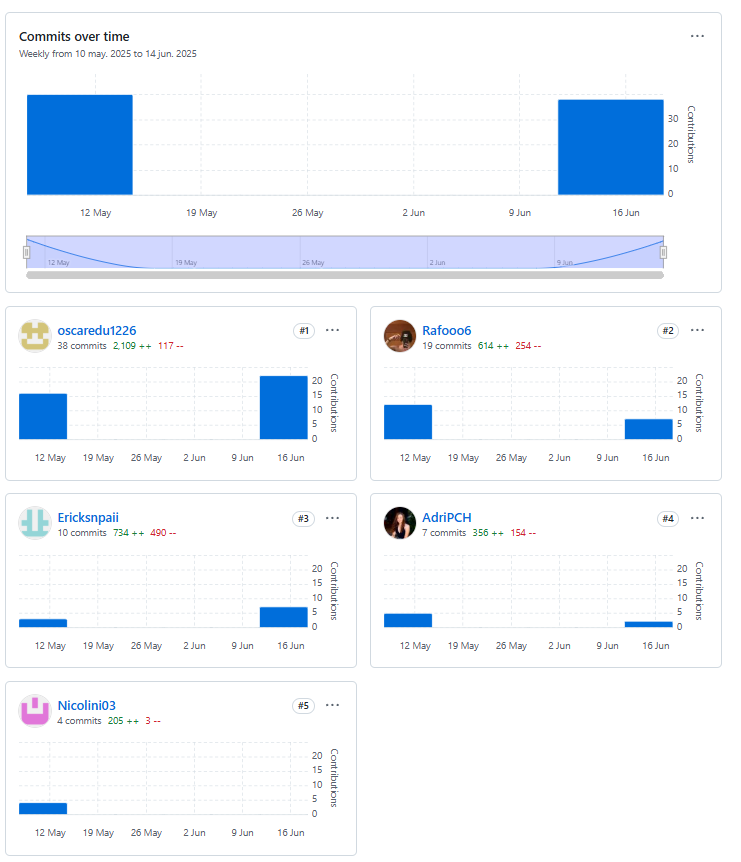 Commits over time
Weekly from 10 may. 2025 to 14 jun. 2025
30
20
10
0
Contributions
12 May 19 May 26 May 2 Jun 9 Jun 16 Jun
12 May 19 May 26 May 2 Jun 9 Jun
oscaredu1226 #1
38 commits 2,109 ++ 117 --
20
15
10
5
0
Contributions
12 May 19 May 26 May 2 Jun 9 Jun 16 Jun
Rafooo6 #2
19 commits 614 ++ 254 --
20
15
10
5
0
Contributions
12 May 19 May 26 May 2 Jun 9 Jun 16 Jun
Ericksnpaii #3
10 commits 734 ++ 490 --
20
15
10
5
0
Contributions
12 May 19 May 26 May 2 Jun 9 Jun 16 Jun
AdriPCH #4
7 commits 356 ++ 154 --
20
15
10
5
0
Contributions
12 May 19 May 26 May 2 Jun 9 Jun 16 Jun
Nicolini03 #5
4 commits 205 ++ 3 --
20
15
10
5
0
Contributions
12 May 19 May 26 May 2 Jun 9 Jun 16 Jun